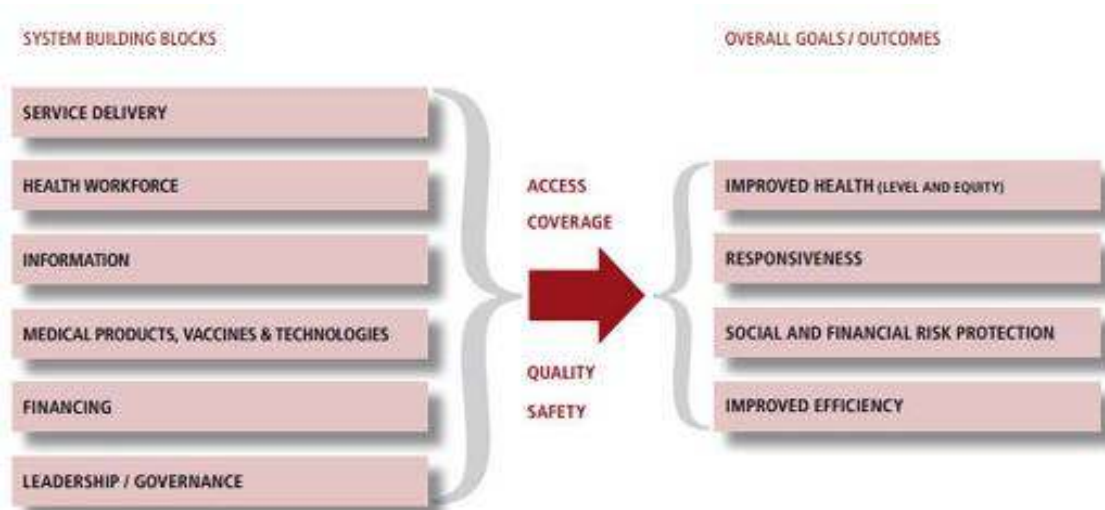 SYSTEM BUILDING BLOCKS
SERVICE DELIVERY
HEALTH WORKFORCE
INFORMATION
MEDICAL PRODUCTS, VACCINES & TECHNOLOGIES
FINANCING
LEADERSHIP / GOVERNANCE
ACCESS
COVERAGE
QUALITY
SAFETY
OVERALL GOALS / OUTCOMES
IMPROVED HEALTH (LEVEL AND EQUITY)
RESPONSIVENESS
SOCIAL AND FINANCIAL RISK PROTECTION
IMPROVED EFFICIENCY